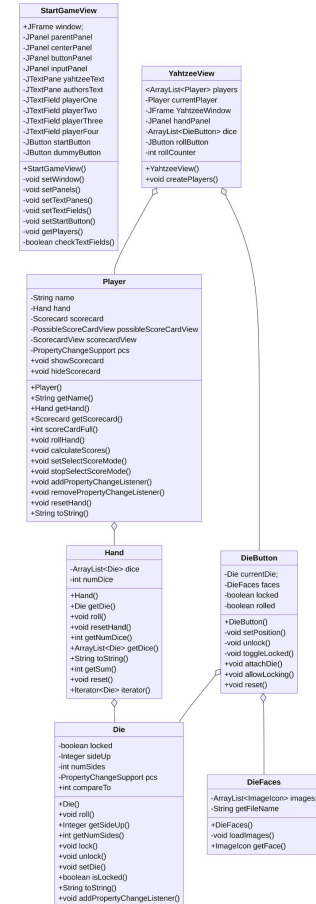 StartGameView
+JFrame window;
-JPanel parentPanel
-JPanel centerPanel
-JPanel buttonPanel
-JPanel inputPanel
-JTextPane yahtzeeText
-JTextPane authorsText
-JTextField playerOne
-JTextField playerTwo
-JTextField playerThree
-JTextField playerFour
-JButton startButton
-JButton dummyButton
+StartGameView()
-void setWindow()
-void setPanels()
-void setTextPanes()
-void setTextFields()
-void setStartButton()
-void getPlayers()
-boolean checkTextFields()
YahtzeeView
<ArrayList<Player> players
-Player currentPlayer
-JFrame YahtzeeWindow
-JPanel handPanel
-ArrayList<DieButton> dice
-JButton rollButton
-int rollCounter
+YahtzeeView()
+void createPlayers()
Player
-String name
-Hand hand
-Scorecard scorecard
-PossibleScoreCardView possibleScoreCardView
-ScorecardView scorecardView
-PropertyChangeSupport pcs
+void showScorecard
+void hideScorecard
+Player()
+String getName()
+Hand getHand()
+Scorecard getScorecard()
+int scoreCardFull()
+void rollHand()
+void calculateScores()
+void setSelectScoreMode()
+void stopSelectScoreMode()
+void addPropertyChangeListener()
+void removePropertyChangeListener()
+void resetHand()
+String toString()
Hand
-ArrayList<Die> dice
-int numDice
+Hand()
+Die getDie()
+void roll()
+void resetHand()
+int getNumDice()
+ArrayList<Die> getDice()
+String toString()
+int getSum()
+void reset()
+Iterator<Die> iterator()
DieButton
-Die currentDie;
-DieFaces faces
-boolean locked
-boolean rolled
+DieButton()
-void setPosition()
-void unlock()
-void toggleLocked()
+void attachDie()
+void allowLocking()
+void reset()
Die
-boolean locked
-Integer sideUp
-int numSides
-PropertyChangeSupport pcs
+int compareTo
+Die()
+void roll()
+Integer getSideUp()
+int getNumSides()
+void lock()
+void unlock()
+void setDie()
+boolean isLocked()
+String toString()
+void addPropertyChangeListener()
DieFaces
-ArrayList<ImageIcon> images;
-String getFileName
+DieFaces()
-void loadImages()
+ImageIcon getFace()